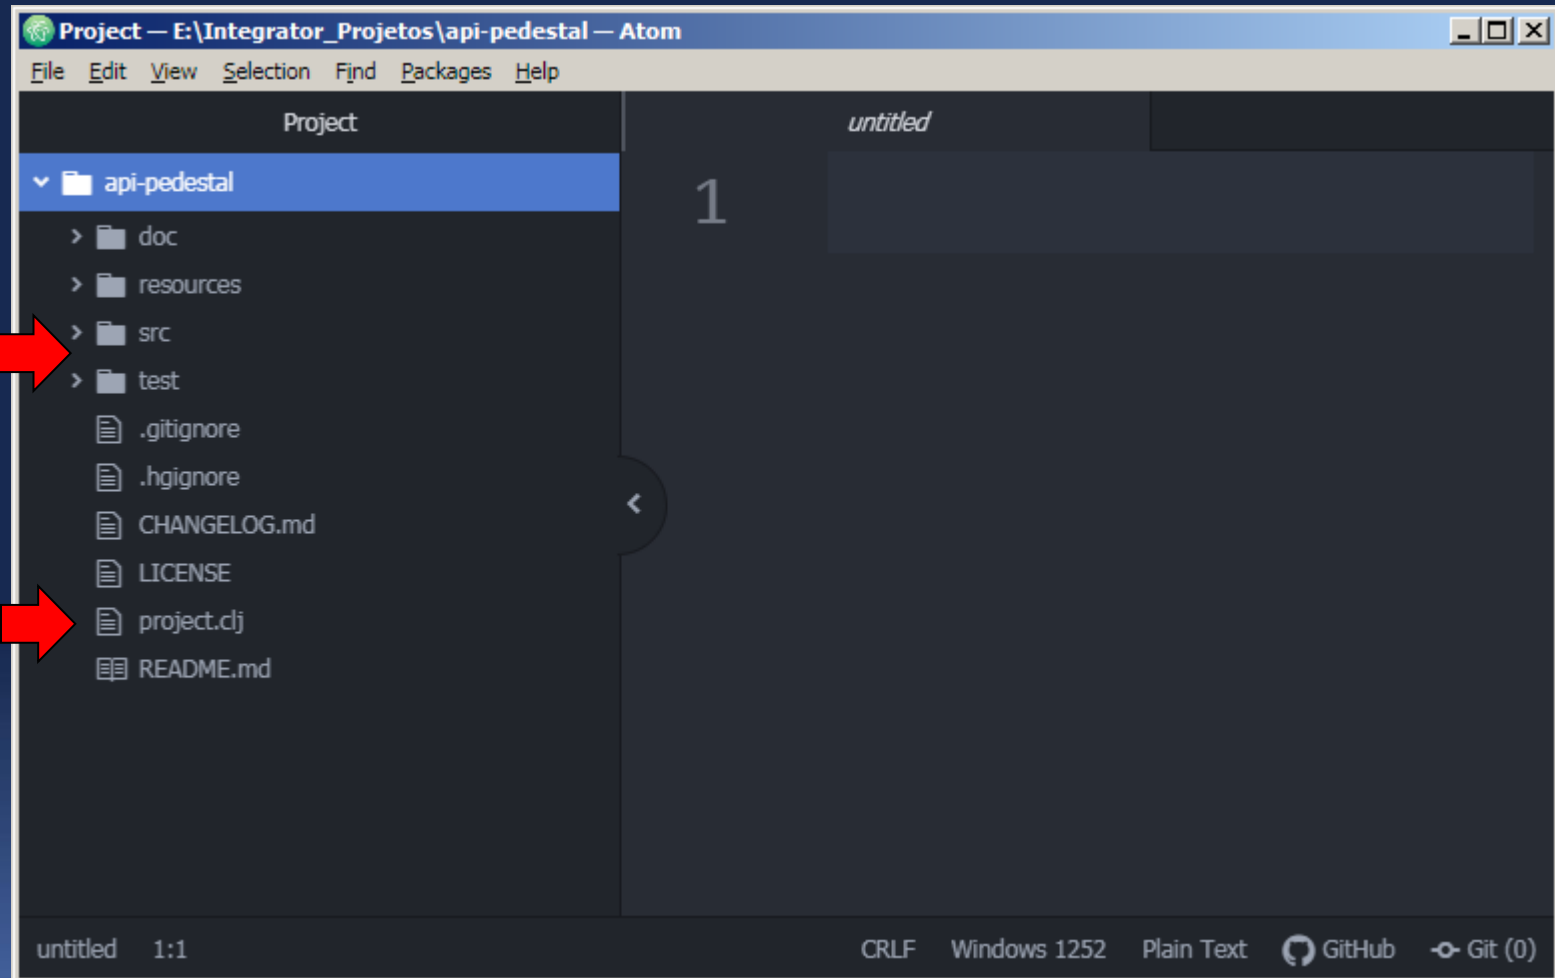 Project — E:\Integrator_Projetos\api-pedestal — Atom
File Edit View Selection Find Packages Help
Project
untitled
api-pedestal
1
doc
resources
src
test
.gitignore
.hgignore
CHANGELOG.md
LICENSE
project.clj
README.md
untitled 1:1 CRLF Windows 1252 Plain Text GitHub Git (0)